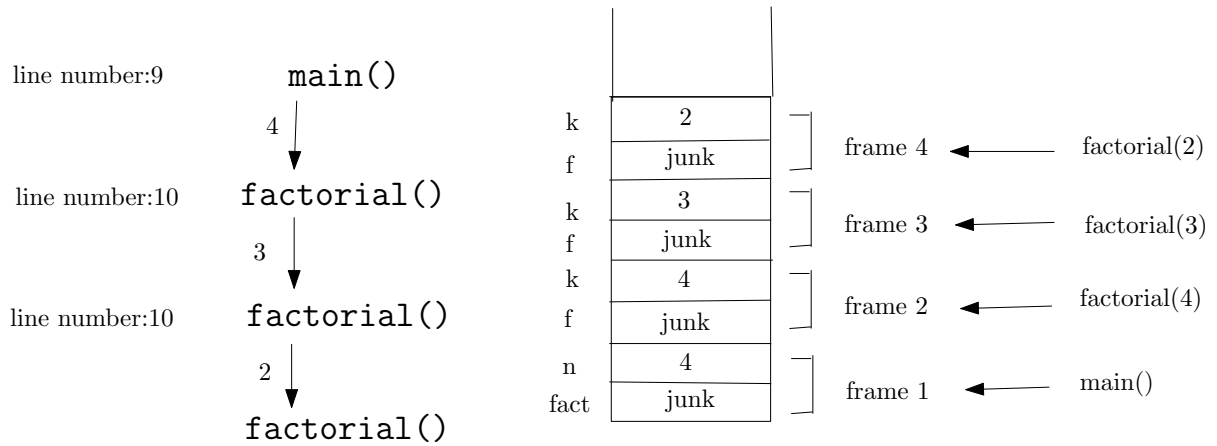 line number:9
main()
4
line number:10
factorial()
3
line number:10
factorial()
2
factorial()
k
2
f
junk
frame 4
factorial(2)
k
3
f
junk
frame 3
factorial(3)
k
4
f
junk
frame 2
factorial(4)
n
4
fact
junk
frame 1
main()